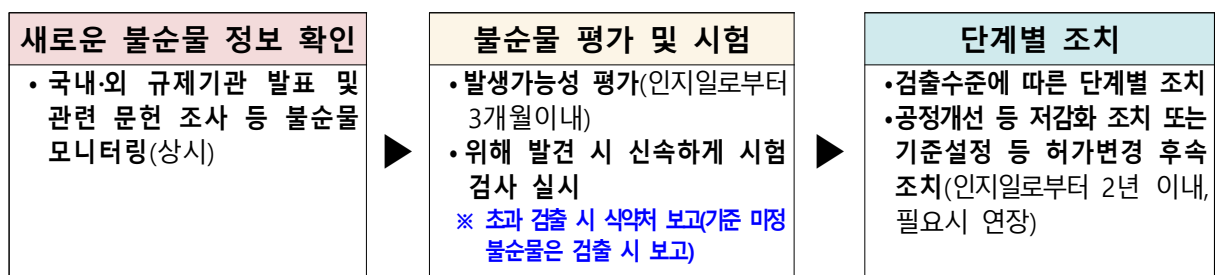 새로운 불순물 정보 확인
• 국내·외 규제기관 발표 및
관련 문헌 조사 등 불순물
모니터링(상시)
▶
불순물 평가 및 시험
• 발생가능성 평가(인지일로부터
3개월이내)
• 위해 발견 시 신속하게 시험
검사 실시
※ 초과 검출 시 식약처 보고(기준 미정
불순물은 검출 시 보고)
▶
단계별 조치
•검출수준에 따른 단계별 조치
•공정개선 등 저감화 조치 또는
기준설정 등 허가변경 후속
조치(인지일로부터 2년 이내,
필요시 연장)